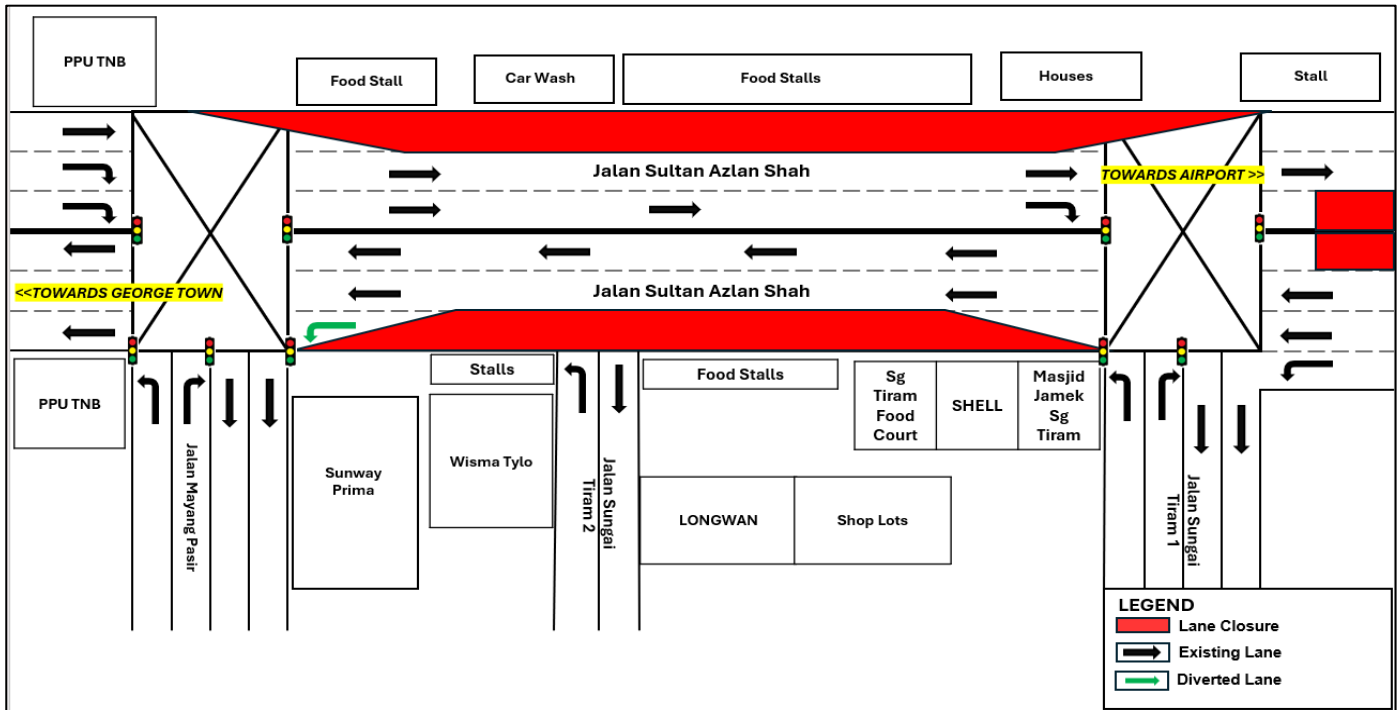 PPU TNB
Food Stall
Car Wash
Food Stalls
Houses
Stall
Jalan Sultan Azlan Shah
TOWARDS AIRPORT >>
<<TOWARDS GEORGE TOWN
Jalan Sultan Azlan Shah
PPU TNB
Jalan Mayang Pasir
Sunway
Prima
Stalls
Wisma Tylo
Jalan Sungai
Tiram 2
Food Stalls
LONGWAN
Shop Lots
Sg
Tiram
Food
Court
SHELL
Masjid
Jamek
Sg
Tiram
Jalan Sungai
Tiram 1
LEGEND
Lane Closure
Existing Lane
Diverted Lane